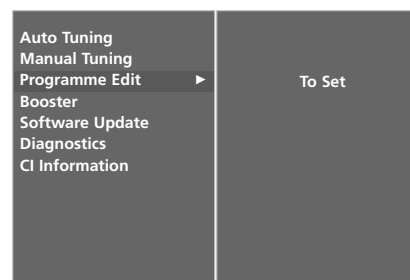 Auto Tuning
Manual Tuning
Programme Edit ►
To Set
Booster
Software Update
Diagnostics
CI Information